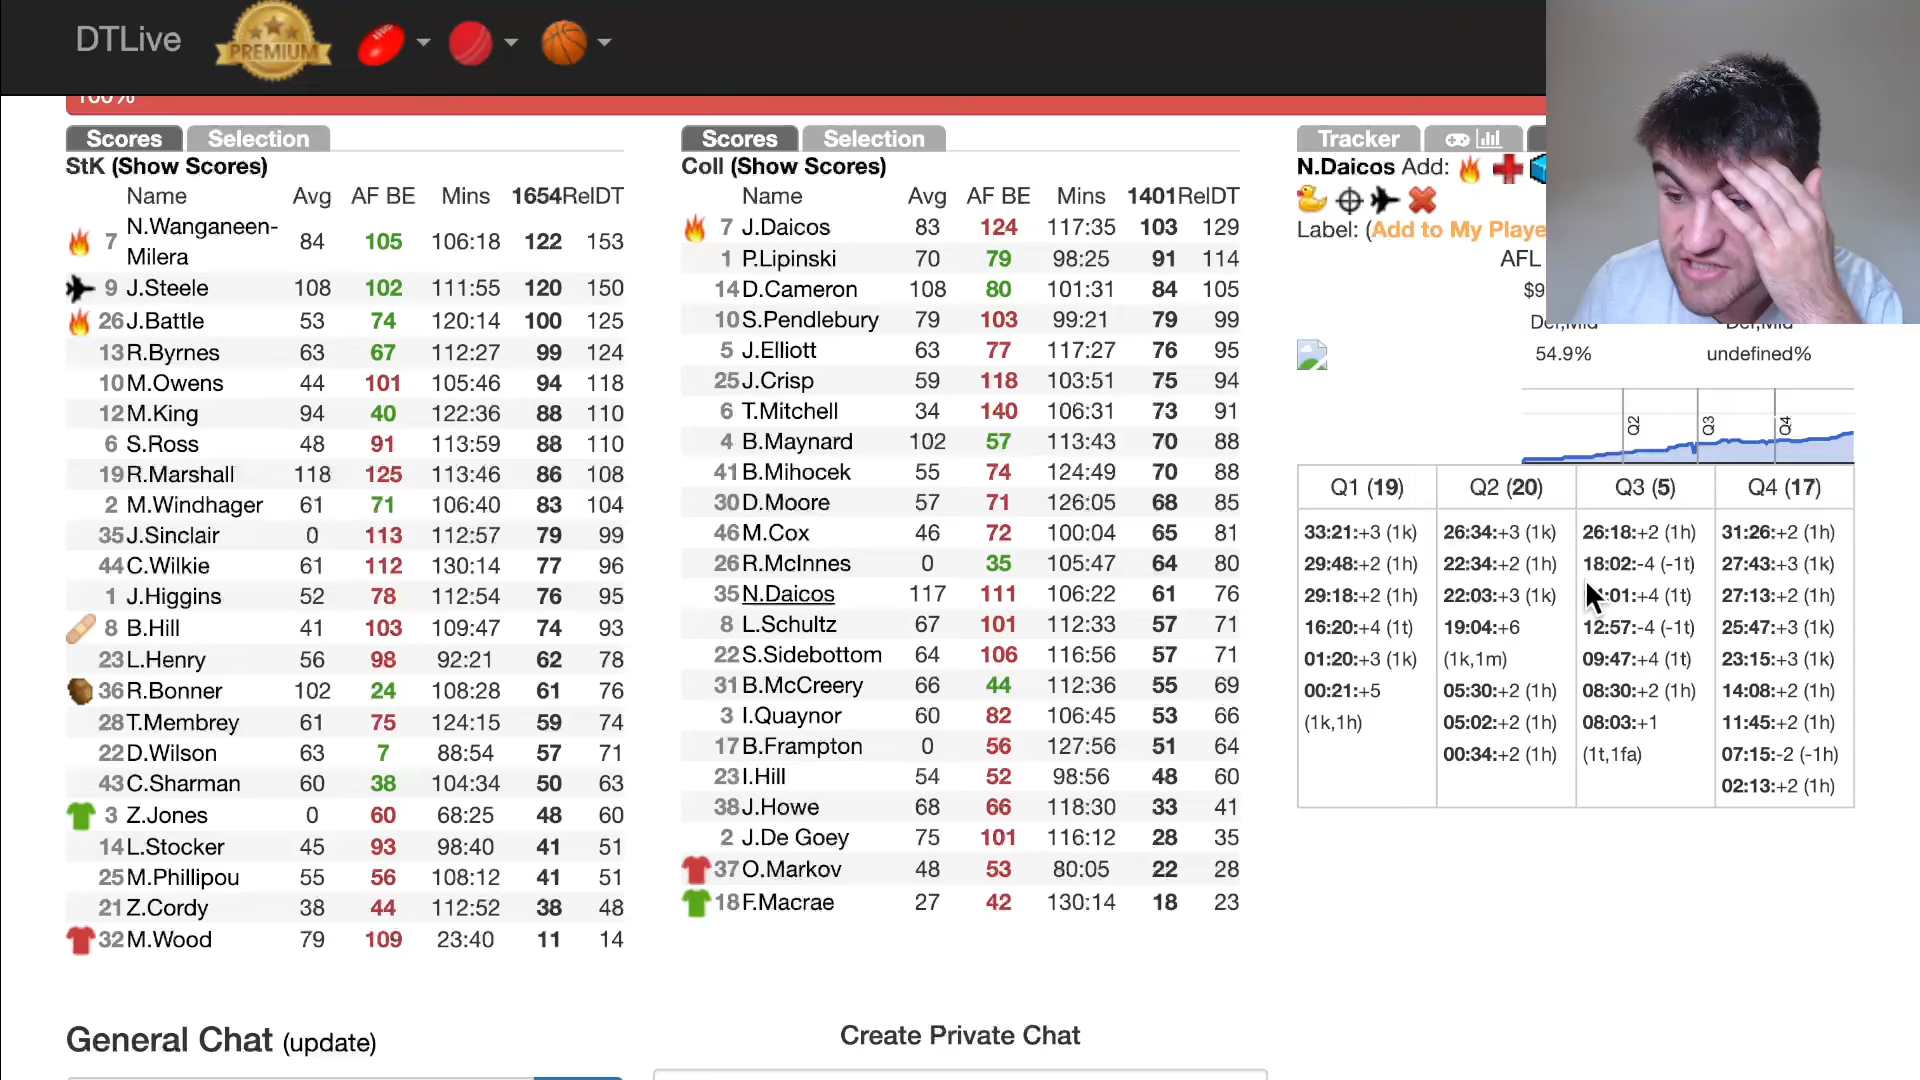 DTLive
PREMIUM
100%
Scores Selection
StK (Show Scores)
Name Avg AF BE Mins 1654 RelDT
7 N.Wanganeen-Milera 84 105 106:18 122 153
9 J.Steele 108 102 111:55 120 150
26 J.Battle 53 74 120:14 100 125
13 R.Byrnes 63 67 112:27 99 124
10 M.Owens 44 101 105:46 94 118
12 M.King 94 40 122:36 88 110
6 S.Ross 48 91 113:59 88 110
19 R.Marshall 118 125 113:46 86 108
2 M.Windhager 61 71 106:40 83 104
35 J.Sinclair 0 113 112:57 79 99
44 C.Wilkie 61 112 130:14 77 96
1 J.Higgins 52 78 112:54 76 95
8 B.Hill 41 103 109:47 74 93
23 L.Henry 56 98 92:21 62 78
36 R.Bonner 102 24 108:28 61 76
28 T.Membrey 61 75 124:15 59 74
22 D.Wilson 63 7 88:54 57 71
43 C.Sharman 60 38 104:34 50 63
3 Z.Jones 0 60 68:25 48 60
14 L.Stocker 45 93 98:40 41 51
25 M.Phillipou 55 56 108:12 41 51
21 Z.Cordy 38 44 112:52 38 48
32 M.Wood 79 109 23:40 11 14
Scores Selection
Coll (Show Scores)
Name Avg AF BE Mins 1401 RelDT
7 J.Daicos 83 124 117:35 103 129
1 P.Lipinski 70 79 98:25 91 114
14 D.Cameron 108 80 101:31 84 105
10 S.Pendlebury 79 103 99:21 79 99
5 J.Elliott 63 77 117:27 76 95
25 J.Crisp 59 118 103:51 75 94
6 T.Mitchell 34 140 106:31 73 91
4 B.Maynard 102 57 113:43 70 88
41 B.Mihocek 55 74 124:49 70 88
30 D.Moore 57 71 126:05 68 85
46 M.Cox 46 72 100:04 65 81
26 R.McInnes 0 35 105:47 64 80
35 N.Daicos 117 111 106:22 61 76
8 L.Schultz 67 101 112:33 57 71
22 S.Sidebottom 64 106 116:56 57 71
31 B.McCreery 66 44 112:36 55 69
3 I.Quaynor 60 82 106:45 53 66
17 B.Frampton 0 56 127:56 51 64
23 I.Hill 54 52 98:56 48 60
38 J.Howe 68 66 118:30 33 41
2 J.De Goey 75 101 116:12 28 35
37 O.Markov 48 53 80:05 22 28
18 F.Macrae 27 42 130:14 18 23
Tracker
N.Daicos Add:
Label: (Add to My Playe
AFL
$9
Def,Mid Def,Mid
54.9% undefined%
Q2 Q3 Q4
Q1 (19) Q2 (20) Q3 (5) Q4 (17)
33:21:+3 (1k) 26:34:+3 (1k) 26:18:+2 (1h) 31:26:+2 (1h)
29:48:+2 (1h) 22:34:+2 (1h) 18:02:-4 (-1t) 27:43:+3 (1k)
29:18:+2 (1h) 22:03:+3 (1k) :01:+4 (1t) 27:13:+2 (1h)
16:20:+4 (1t) 19:04:+6 12:57:-4 (-1t) 25:47:+3 (1k)
01:20:+3 (1k) (1k,1m) 09:47:+4 (1t) 23:15:+3 (1k)
00:21:+5 05:30:+2 (1h) 08:30:+2 (1h) 14:08:+2 (1h)
(1k,1h) 05:02:+2 (1h) 08:03:+1 11:45:+2 (1h)
00:34:+2 (1h) (1t,1fa) 07:15:-2 (-1h)
02:13:+2 (1h)
General Chat (update)
Create Private Chat